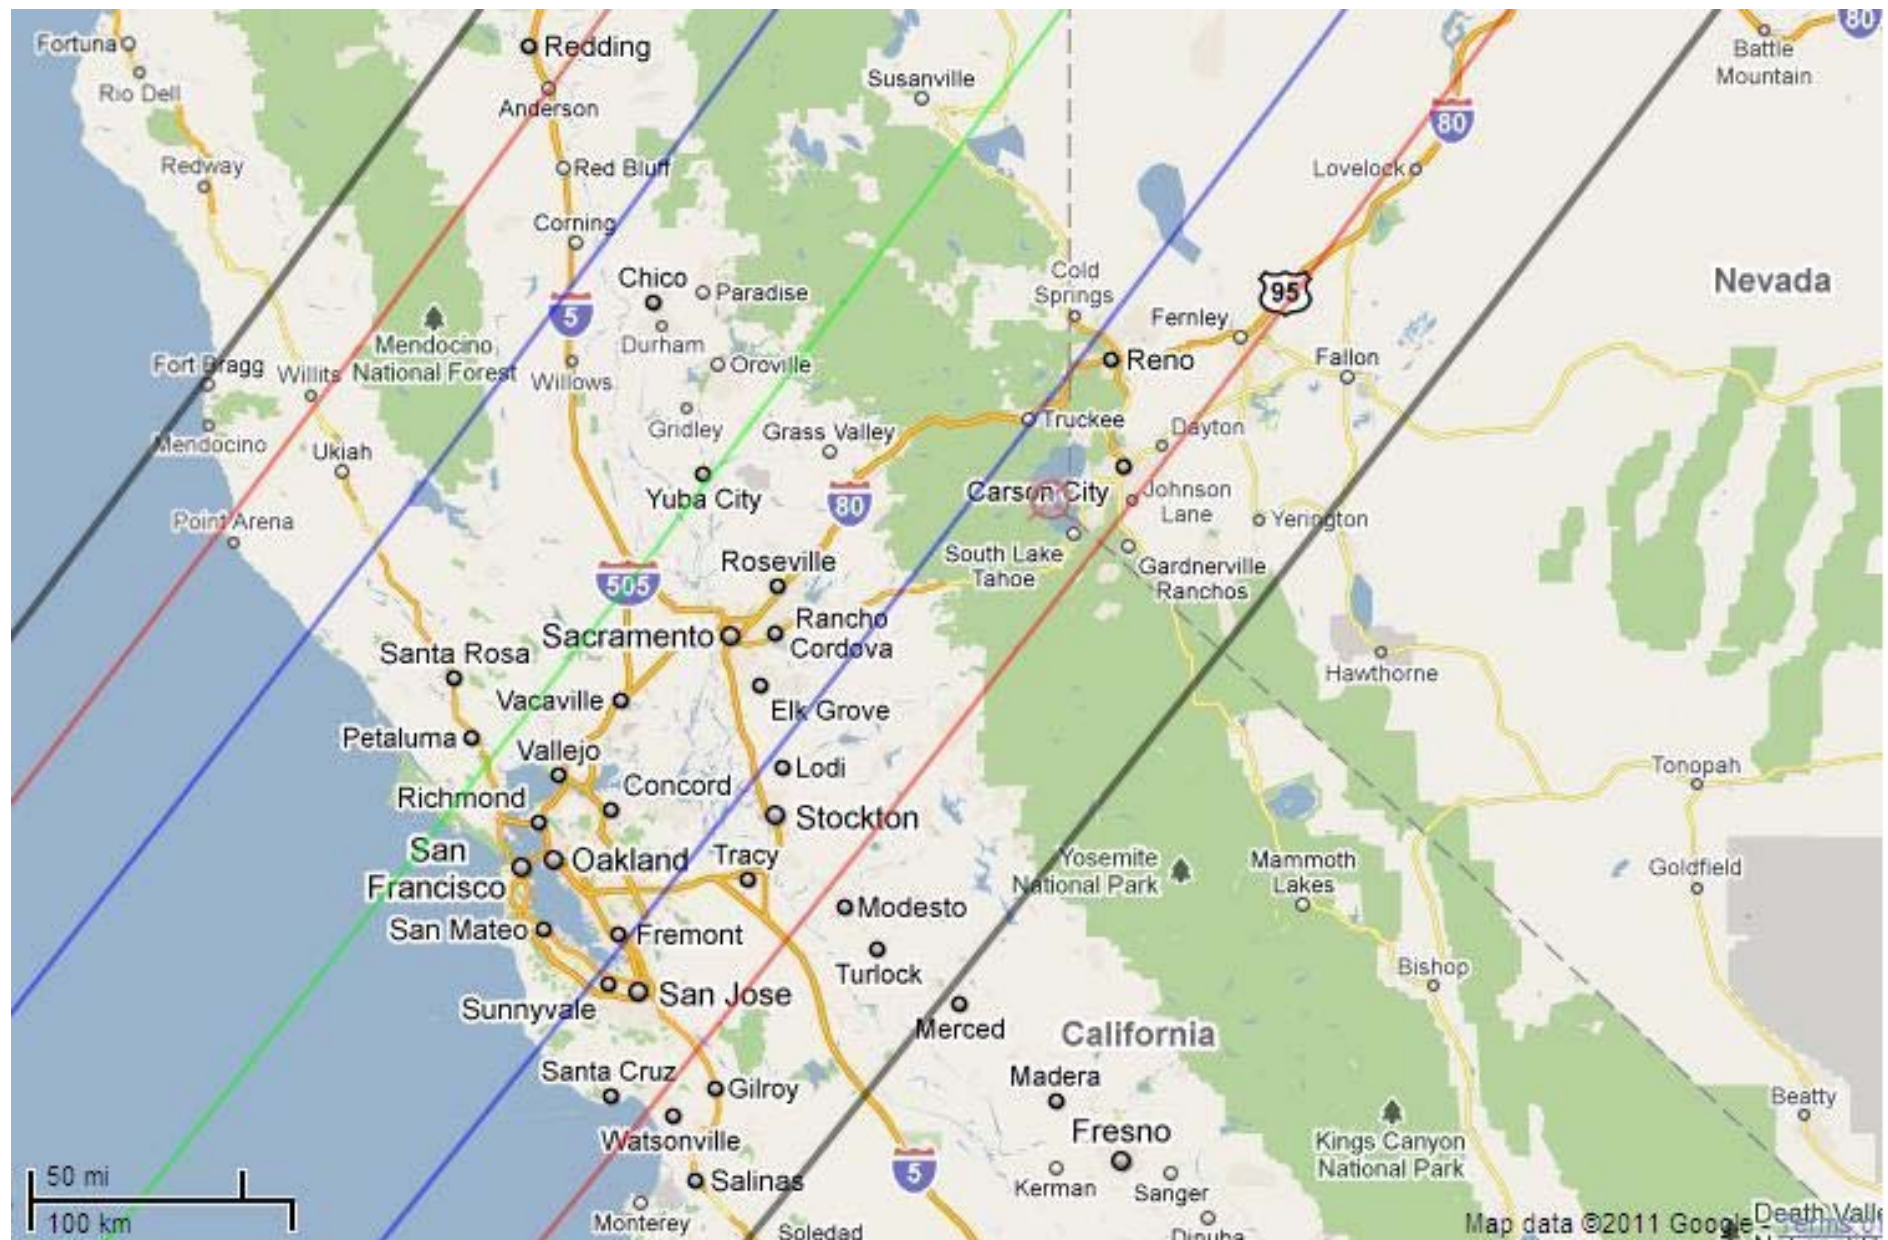 80
Fortuna
Redding
Battle
Mountain
Rio Dell
Susanville
Anderson
80
Redway
Red Bluff
Lovelock
Corning
Chico
Paradise
Cold
Springs
Nevada
95
5
Fernley
Mendocino
National Forest
Durham
Fort Bragg
Willits
Willows
Oroville
Reno
Fallon
Gridley
Grass Valley
Truckee
Dayton
Mendocino
Ukiah
Yuba City
80
Carson City
Johnson
Lane
Point Arena
Yerington
Roseville
South Lake
Tahoe
Gardnerville
Ranchos
505
Sacramento
Rancho
Cordova
Santa Rosa
Hawthorne
Vacaville
Elk Grove
Petaluma
Vallejo
Lodi
Tonopah
Richmond
Concord
Stockton
San
Francisco
Oakland
Tracy
Yosemite
National Park
Mammoth
Lakes
Goldfield
Modesto
San Mateo
Fremont
Turlock
Bishop
Sunnyvale
San Jose
Merced
California
Santa Cruz
Gilroy
Madera
Beatty
Watsonville
Fresno
Kings Canyon
National Park
50 mi
100 km
Salinas
5
Kerman
Sanger
Monterey
Soledad
Dinuba
Death Valle
Map data ©2011 Google - Terms of